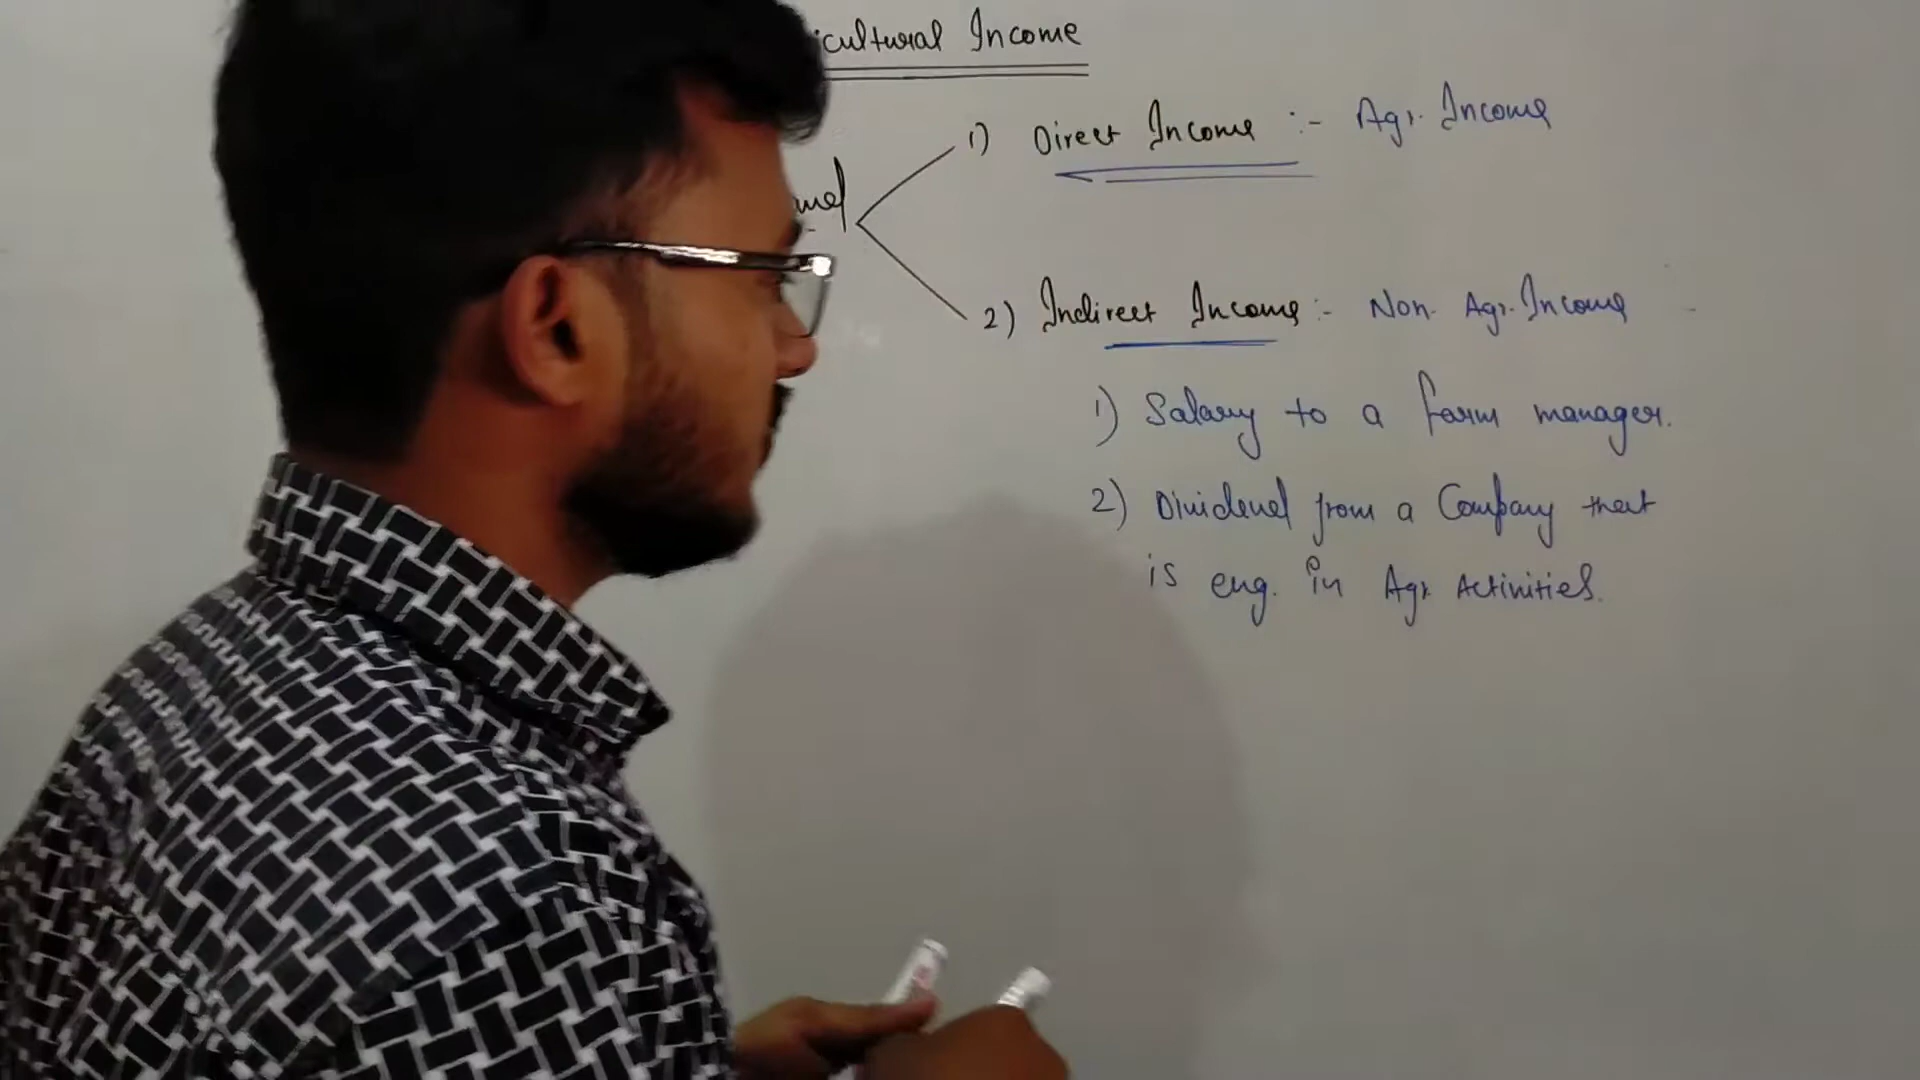 icultural Income
1) Direct Income :- Agr. Income
2) Indirect Income :- Non. Agr. Income
1) Salary to a farm manager.
2) Dividend from a Company that
is eng. in Agr Activities.